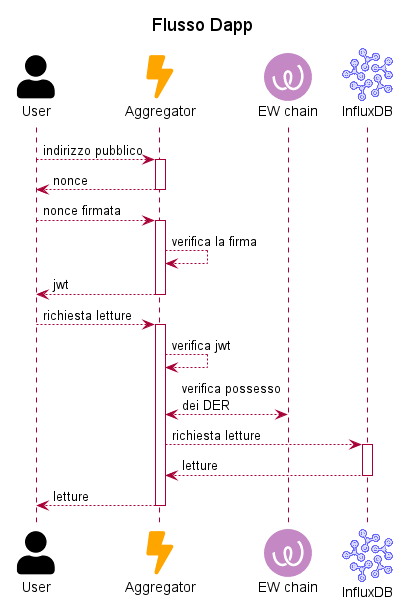 Flusso Dapp
User
Aggregator
EW chain
InfluxDB
indirizzo pubblico
nonce
nonce firmata
verifica la firma
jwt
richiesta letture
verifica jwt
verifica possesso
dei DER
richiesta letture
letture
letture
User
Aggregator
EW chain
InfluxDB